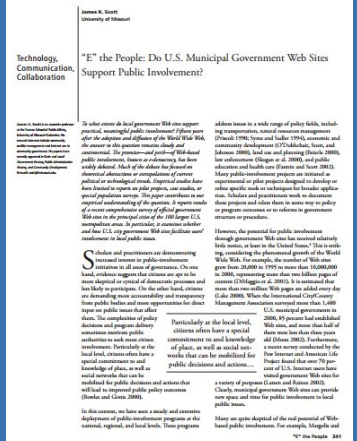 James K. Scott
University of Missouri
Technology,
Communication,
Collaboration
"E" the People: Do U.S. Municipal Government Web Sites
Support Public Involvement?
To what extent do local government Web sites support
practical, meaningful public involvement? Fifteen years
after the adoption and diffusion of the World Wide Web,
the answer to this question remains cloudy and
controversial. The promise—and peril—of Web-based
public involvement, known as e-democracy, has been
widely debated. Much of the debate has focused on
theoretical abstractions or extrapolations of current
political or technological trends. Empirical studies have
been limited to reports on pilot projects, case studies, or
special population surveys. This paper contributes to our
empirical understanding of the question. It reports results
of a recent comprehensive survey of official government
Web sites in the principal cities of the 100 largest U.S.
metropolitan areas. In particular, it examines whether
and how U.S. city government Web sites facilitate users'
involvement in local public issues.
Scholars and practitioners are demonstrating
increased interest in public-involvement
initiatives in all areas of governance. On one
hand, evidence suggests that citizens are apt to be
more skeptical or cynical of democratic processes and
less likely to participate. On the other hand, citizens
are demanding more accountability and transparency
from public bodies and more opportunities for direct
input on public issues that affect
them. The complexities of policy
decisions and program delivery
sometimes motivate public
authorities to seek more citizen
involvement. Particularly at the
local level, citizens often have a
special commitment to and
knowledge of place, as well as
social networks that can be
mobilized for public decisions and actions that
will lead to improved public policy outcomes
(Bowles and Gintis 2000).
In this context, we have seen a steady and extensive
deployment of public-involvement programs at the
national, regional, and local levels. These programs
Particularly at the local level,
citizens often have a special
commitment to and knowledge
of place, as well as social net-
works that can be mobilized for
public decisions and actions…
address issues in a wide range of policy fields, includ-
ing transportation, natural resource management
economic and community
development
Johnson 2000), land use and planning
law enforcement (Skogan et al. 2000), and public
education and health care
Many public-involvement projects are initiated as
experimental or pilot projects designed to develop or
refine specific tools or techniques for broader applica-
tion. Scholars and practitioners work to document
these projects and relate them in some way to policy
or program outcomes or to reforms in government
structure or procedure.
However, the potential for public involvement
through government Web sites has received relatively
little notice, at least in the United States. This is strik-
ing, considering the phenomenal growth of the World
Wide Web. For example, the number of Web sites
grew from 20,000 in 1995 to more than 10,000,000
in 2000, representing more than two billion pages of
content (DiMaggio et al. 2001). It is estimated that
more than two million Web pages are added every day
(Lake 2000). When the International City/County
Management Association surveyed more than 1,400
U.S. municipal governments in
2000, 85 percent had established
Web sites, and more than half of
them were less than three years
old (Moon 2002). Furthermore,
a recent survey conducted by the
Pew Internet and American Life
Project found that over 70 per-
cent of U.S. Internet users have
visited government Web sites for
a variety of purposes (Larsen and Rainie 2002).
Clearly, municipal government Web sites can provide
new space and time for public involvement in local
public issues.
Many are quite skeptical of the real potential of Web-
based public involvement. For example, Margolis and
"E" the People 341